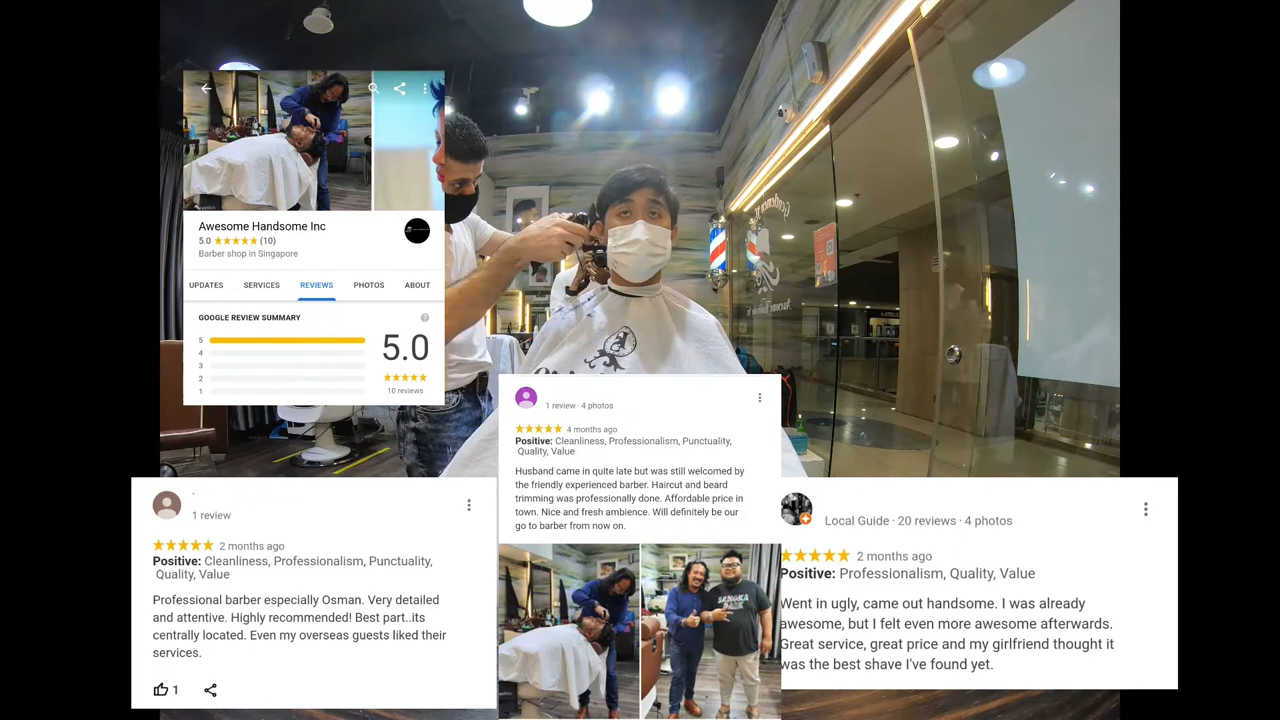 Awesome Handsome Inc
5.0 ★★★★★ (10)
Barber shop in Singapore
UPDATES SERVICES REVIEWS PHOTOS ABOUT
GOOGLE REVIEW SUMMARY
5
4
3
2
1
5.0
10 reviews
1 review · 4 photos
4 months ago
Positive: Cleanliness, Professionalism, Punctuality,
Quality, Value
Husband came in quite late but was still welcomed by
the friendly experienced barber. Haircut and beard
trimming was professionally done. Affordable price in
town. Nice and fresh ambience. Will definitely be our
go to barber from now on.
1 review
2 months ago
Positive: Cleanliness, Professionalism, Punctuality,
Quality, Value
Professional barber especially Osman. Very detailed
and attentive. Highly recommended! Best part..its
centrally located. Even my overseas guests liked their
services.
1
Local Guide · 20 reviews · 4 photos
2 months ago
Positive: Professionalism, Quality, Value
Went in ugly, came out handsome. I was already
awesome, but I felt even more awesome afterwards.
Great service, great price and my girlfriend thought it
was the best shave I've found yet.